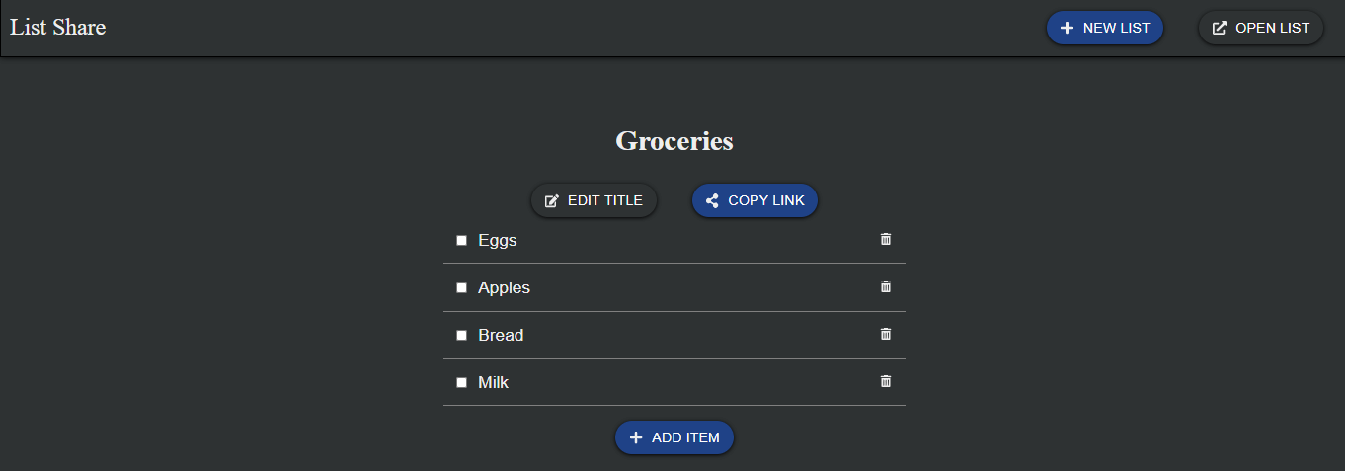 List Share
NEW LIST
OPEN LIST
Groceries
EDIT TITLE
COPY LINK
Eggs
Apples
Bread
Milk
ADD ITEM